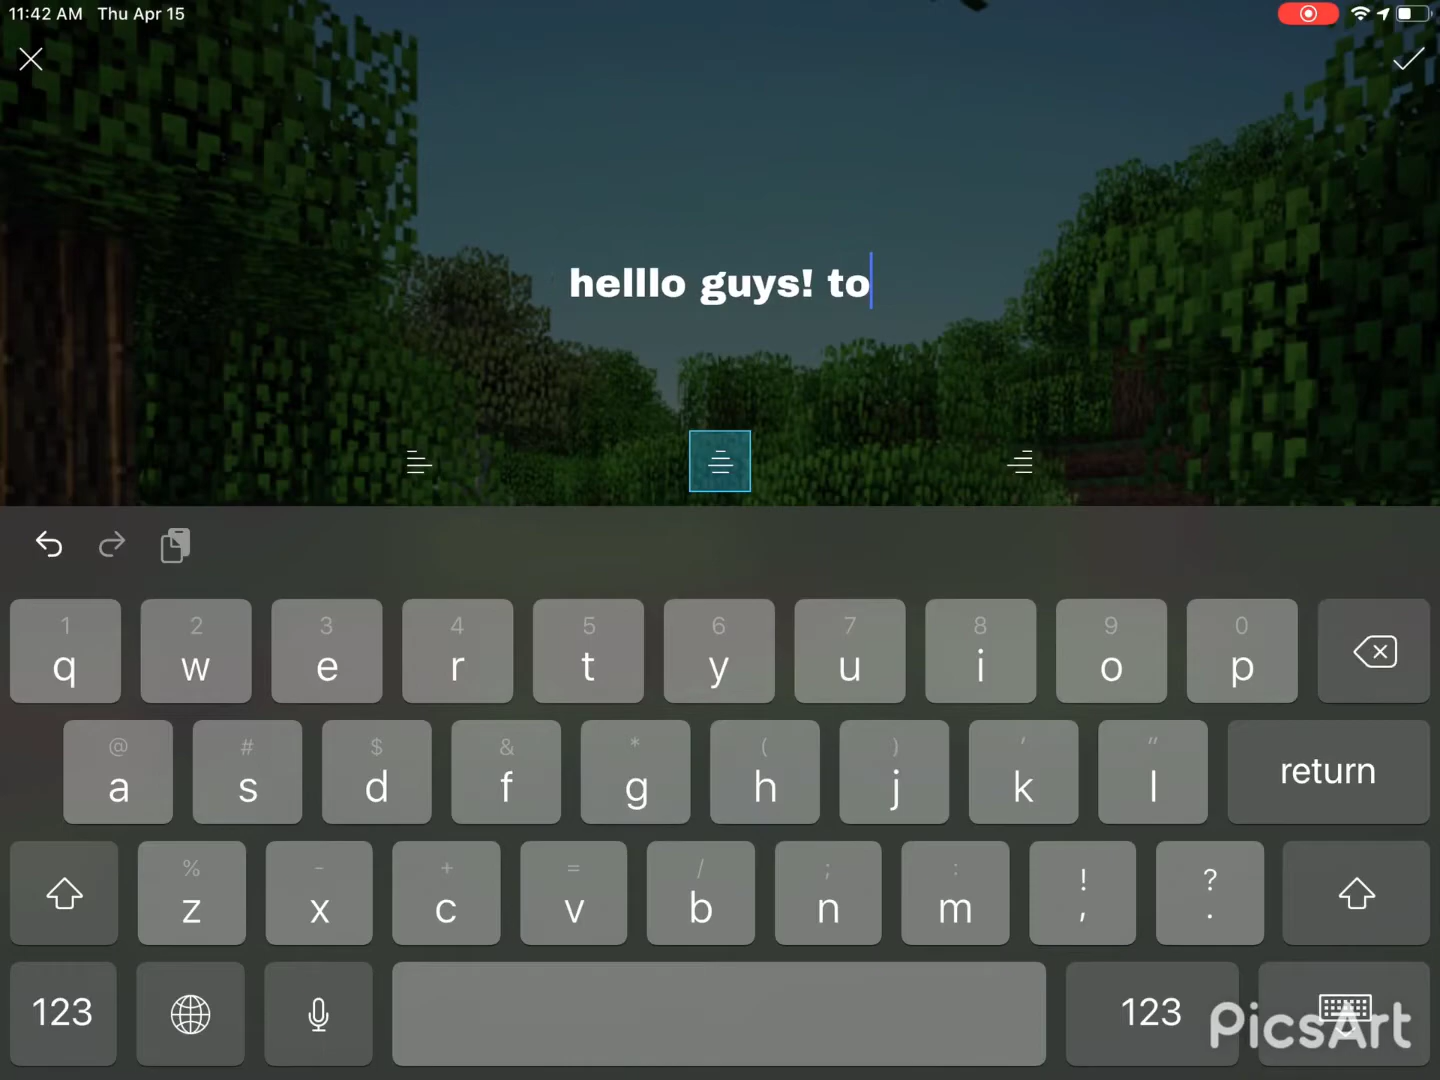 11:42 AM Thu Apr 15
helllo guys! to
1 2 3 4 5 6 7 8 9 0
q w e r t y u i o p
@ # $ & * ( ) ' "
a s d f g h j k l return
% - + = / ; : ! ?
z x c v b n m , .
123 123
PicsArt